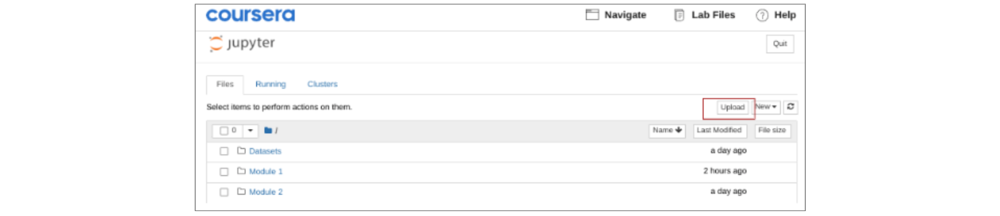 coursera Navigate Lab Files Help
jupyter Quit
Files Running Clusters
Select items to perform actions on them. Upload New
0 / Name Last Modified File size
Datasets a day ago
Module 1 2 hours ago
Module 2 a day ago